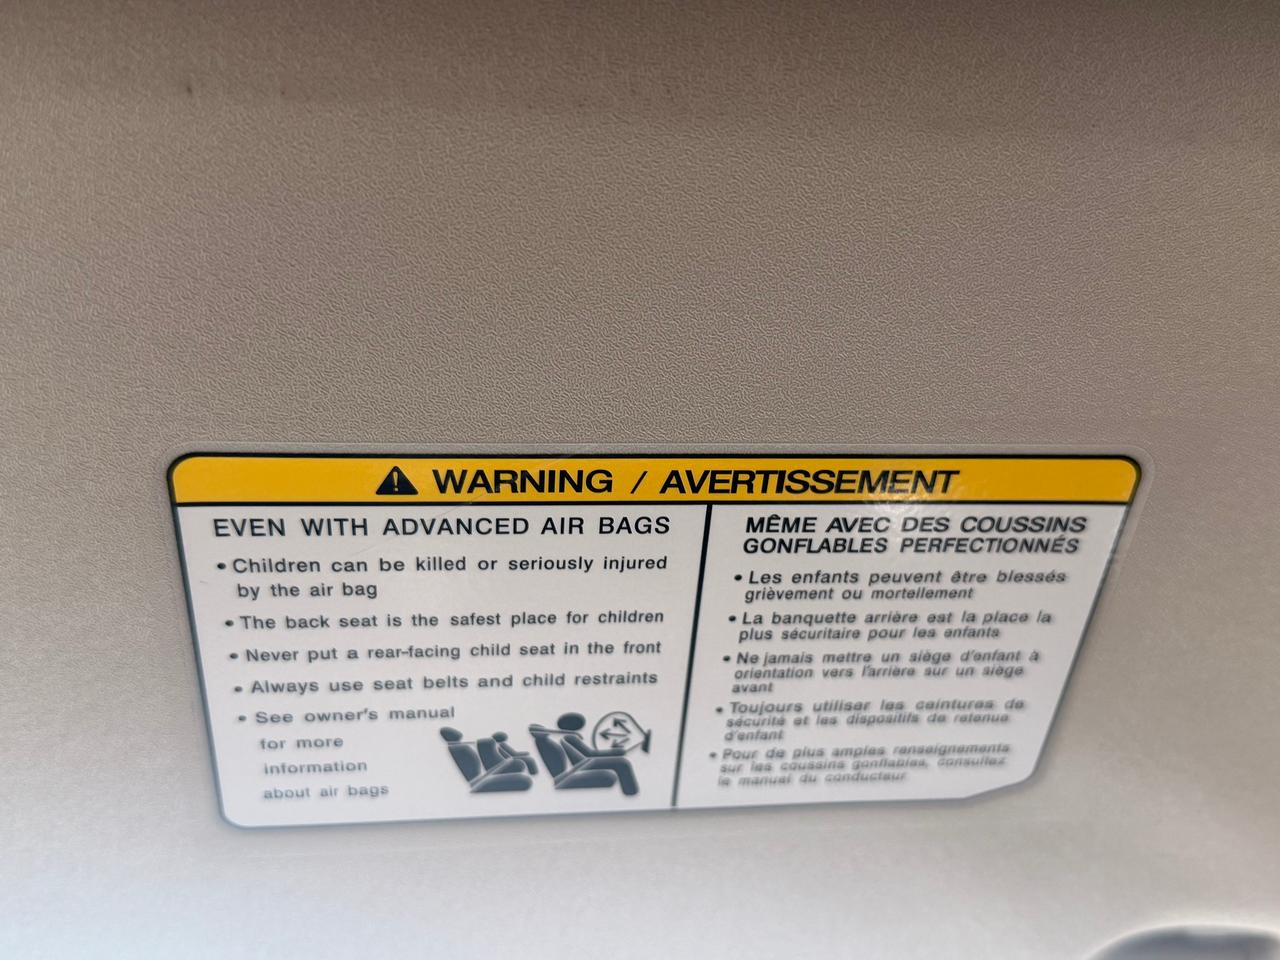 WARNING / AVERTISSEMENT
EVEN WITH ADVANCED AIR BAGS
• Children can be killed or seriously injured
by the air bag
• The back seat is the safest place for children
• Never put a rear-facing child seat in the front
• Always use seat belts and child restraints
• See owner's manual
for more
information
about air bags
MÊME AVEC DES COUSSINS
GONFLABLES PERFECTIONNÉS
• Les enfants peuvent être blessés
grièvement ou mortellement
• La banquette arrière est la place la
plus sécuritaire pour les enfants
• Ne jamais mettre un siège d'enfant à
orientation vers l'arrière sur un siège
avant
• Toujours utiliser les ceintures de
sécurité et les dispositifs de retenue
d'enfant
• Pour de plus amples renseignements
sur les coussins gonflables, consultez
le manuel du conducteur